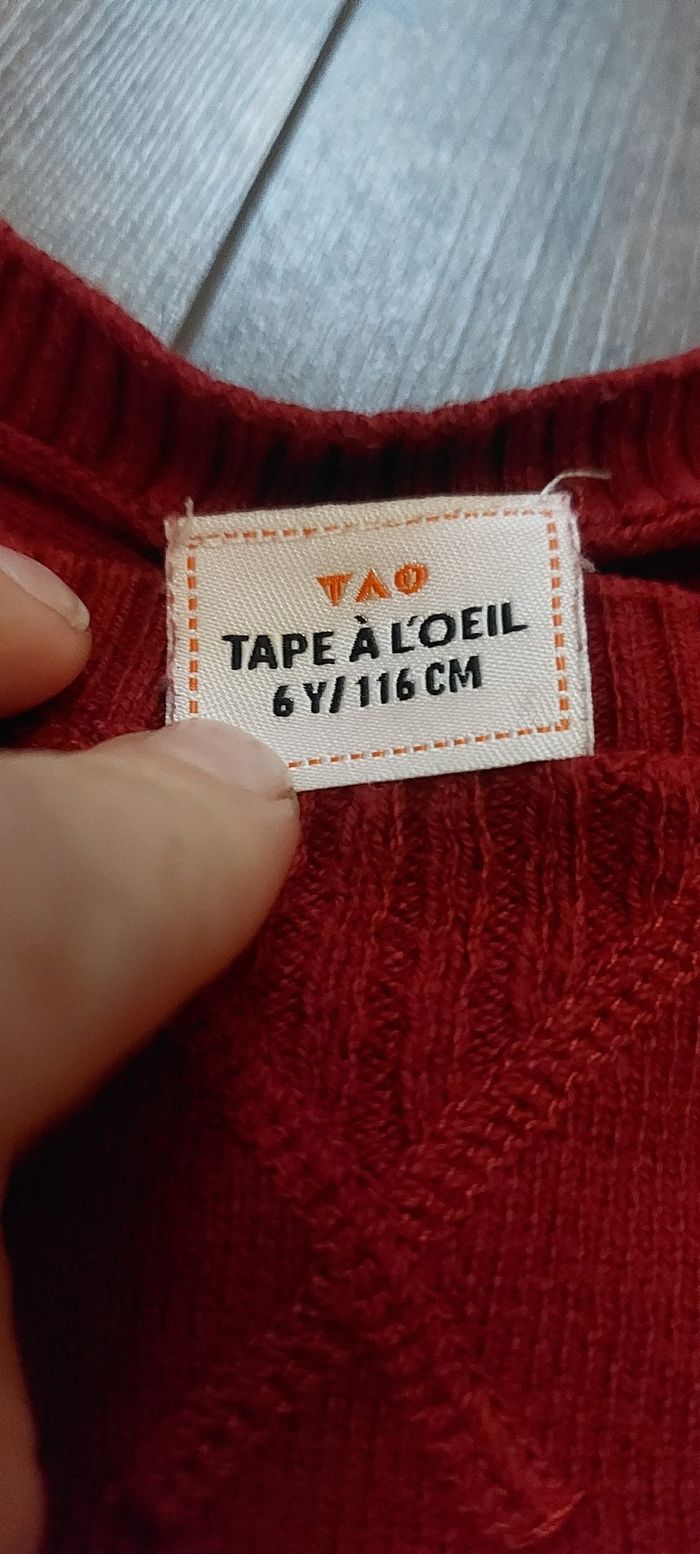 TAO
TAPE À L'OEIL
6 Y/ 116 CM